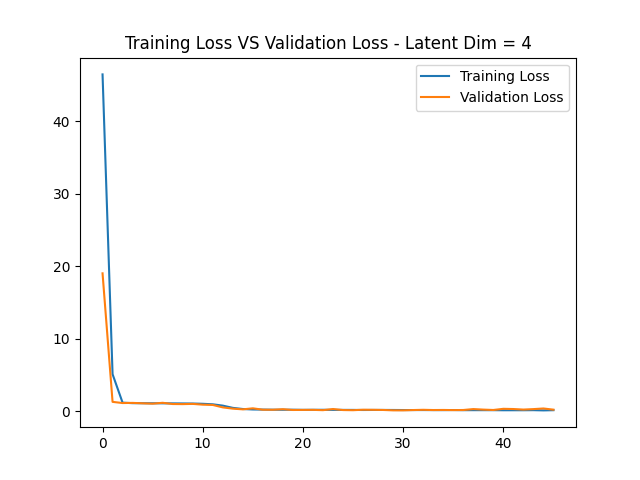 Training Loss VS Validation Loss - Latent Dim = 4
Training Loss
Validation Loss
40
30
20
10
0
0 10 20 30 40